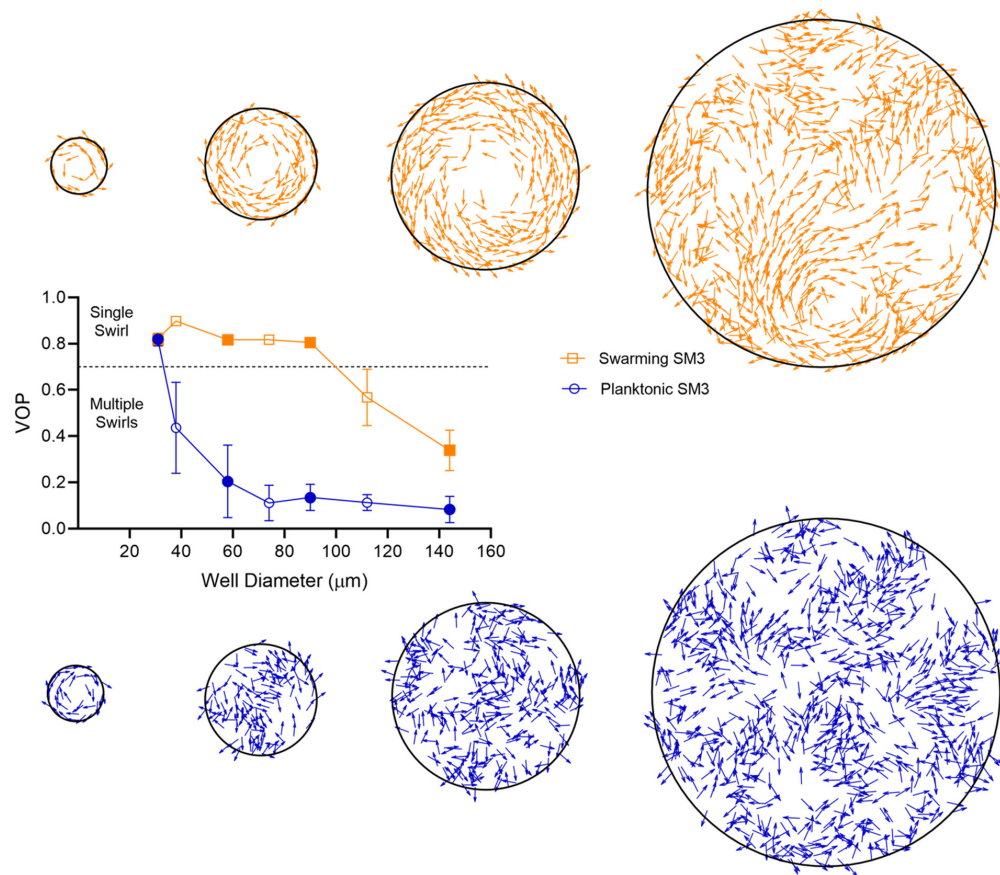 1.0
Single
Swirl
0.8
0.6
Multiple
Swirls
VOP
0.4
0.2
0.0
20 40 60 80 100 120 140 160
Well Diameter (μm)
Swarming SM3
Planktonic SM3